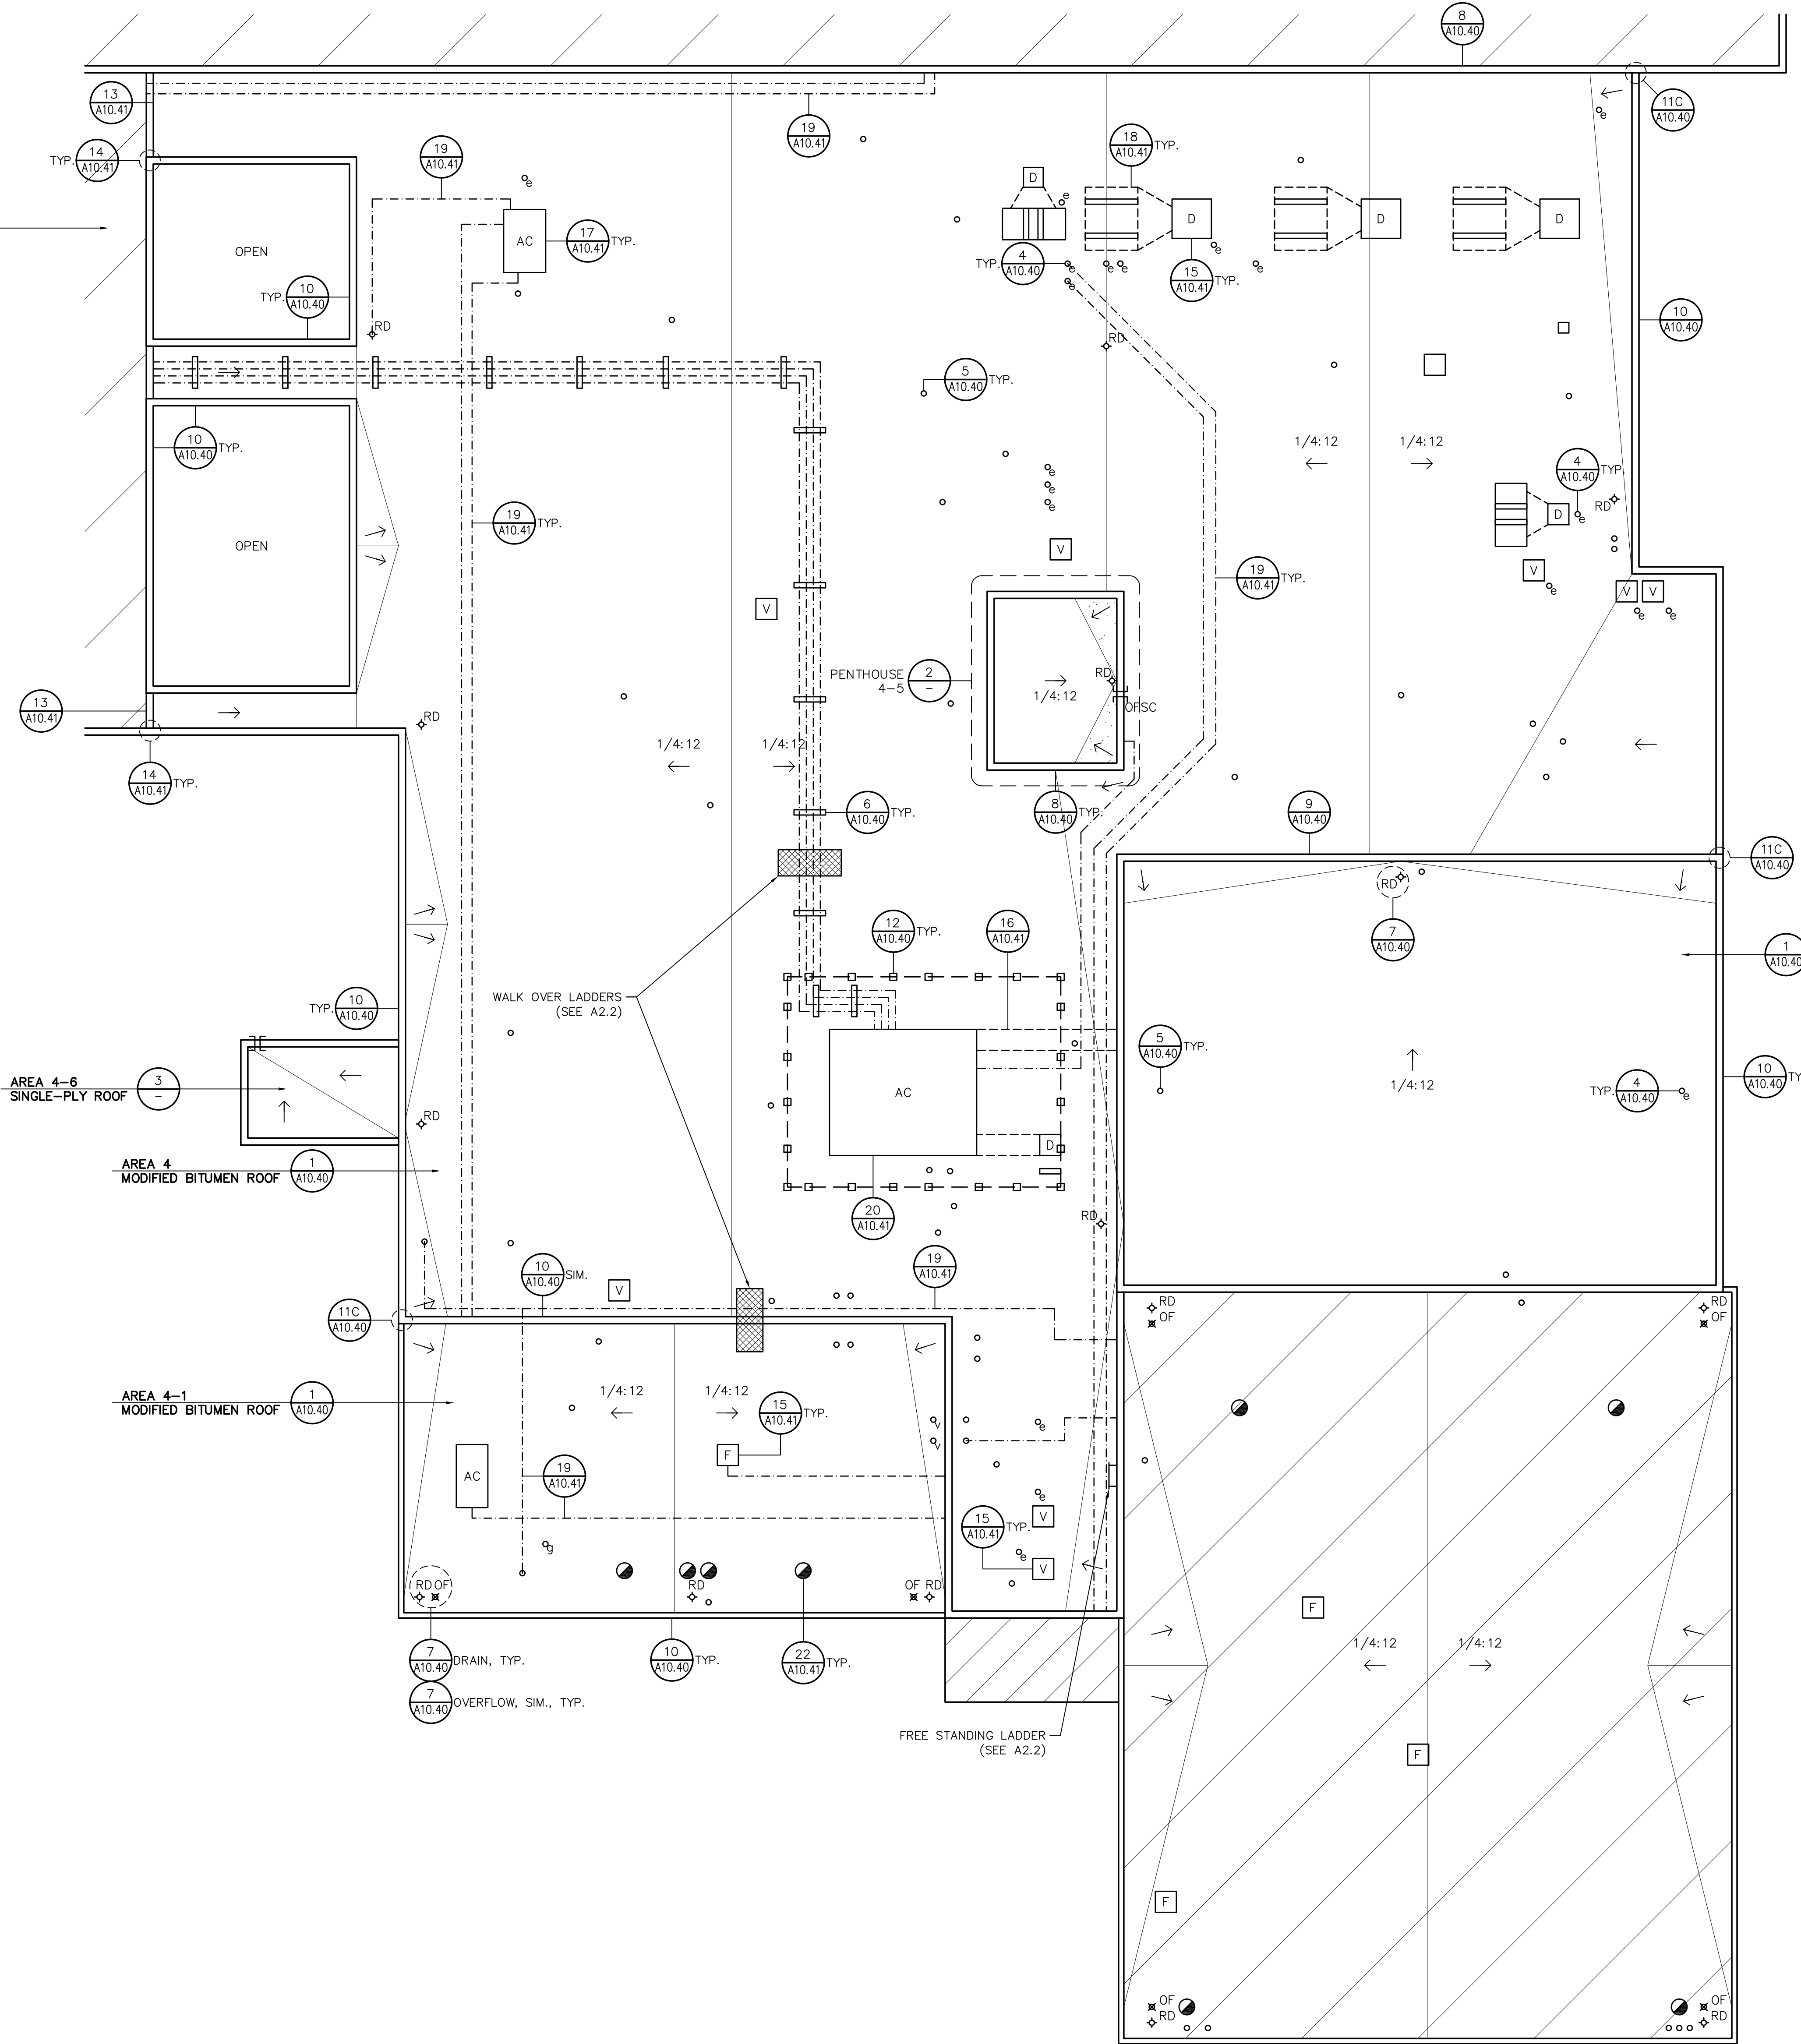 8
A10.40
13
A10.41
11C
A10.40
19
A10.41
18
A10.41 TYP.
TYP. 14
A10.41
19
A10.41
e
e
D
e
D
D
D
AC
17
A10.41 TYP.
OPEN
e
TYP. 4
A10.40
e
e
e
e
e
15
A10.41 TYP.
TYP. 10
A10.40
RD
RD
10
A10.40
5
A10.40 TYP.
10
A10.40 TYP.
1/4:12
1/4:12
4
A10.40 TYP.
e
e
e
RD
D
e
19
A10.41 TYP.
OPEN
V
V
e
19
A10.41 TYP.
V
V
V
e
e
PENTHOUSE
4-5
2
-
RD
1/4:12
OFSC
13
A10.41
RD
1/4:12
1/4:12
14
A10.41 TYP.
6
A10.40 TYP.
8
A10.40 TYP.
9
A10.40
11C
A10.40
RD
12
A10.40 TYP.
16
A10.41
7
A10.40
1
A10.40
WALK OVER LADDERS
(SEE A2.2)
TYP. 10
A10.40
5
A10.40 TYP.
AREA 4-6
SINGLE-PLY ROOF
3
-
AC
1/4:12
TYP. 4
A10.40
e
10
A10.40
RD
D
AREA 4
MODIFIED BITUMEN ROOF
1
A10.40
20
A10.41
RD
10
A10.40 SIM.
19
A10.41
V
11C
A10.40
RD
OF
RD
OF
AREA 4-1
MODIFIED BITUMEN ROOF
1
A10.40
1/4:12
1/4:12
15
A10.41 TYP.
V
V
e
F
AC
19
A10.41
e
V
15
A10.41 TYP.
e
V
g
RD OF
RD
OF RD
F
7
A10.40 DRAIN, TYP.
10
A10.40 TYP.
22
A10.41 TYP.
1/4:12
1/4:12
7
A10.40 OVERFLOW, SIM., TYP.
FREE STANDING LADDER
(SEE A2.2)
F
F
OF
RD
OF
RD